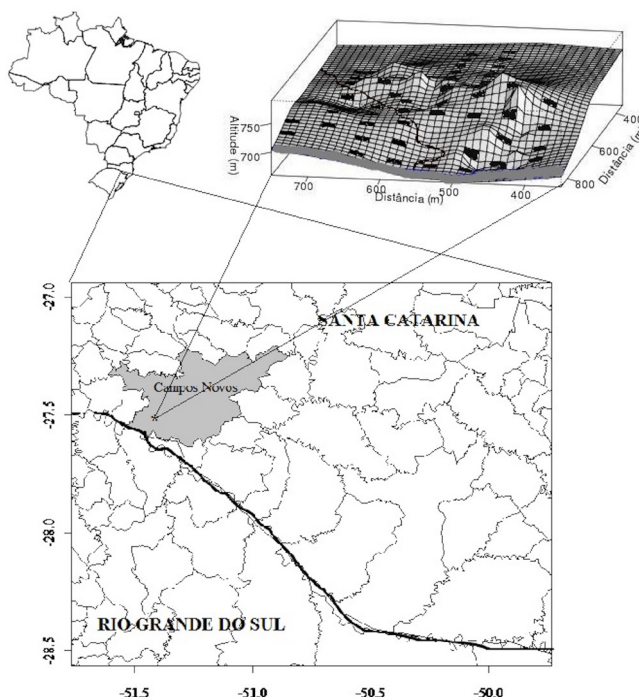 Altitude (m)
750
700
700
600
500
400
Distância (m)
400
600
800
Distância (m)
-27.0
-27.5
-28.0
-28.5
SANTA CATARINA
Campos Novos
RIO GRANDE DO SUL
-51.5
-51.0
-50.5
-50.0